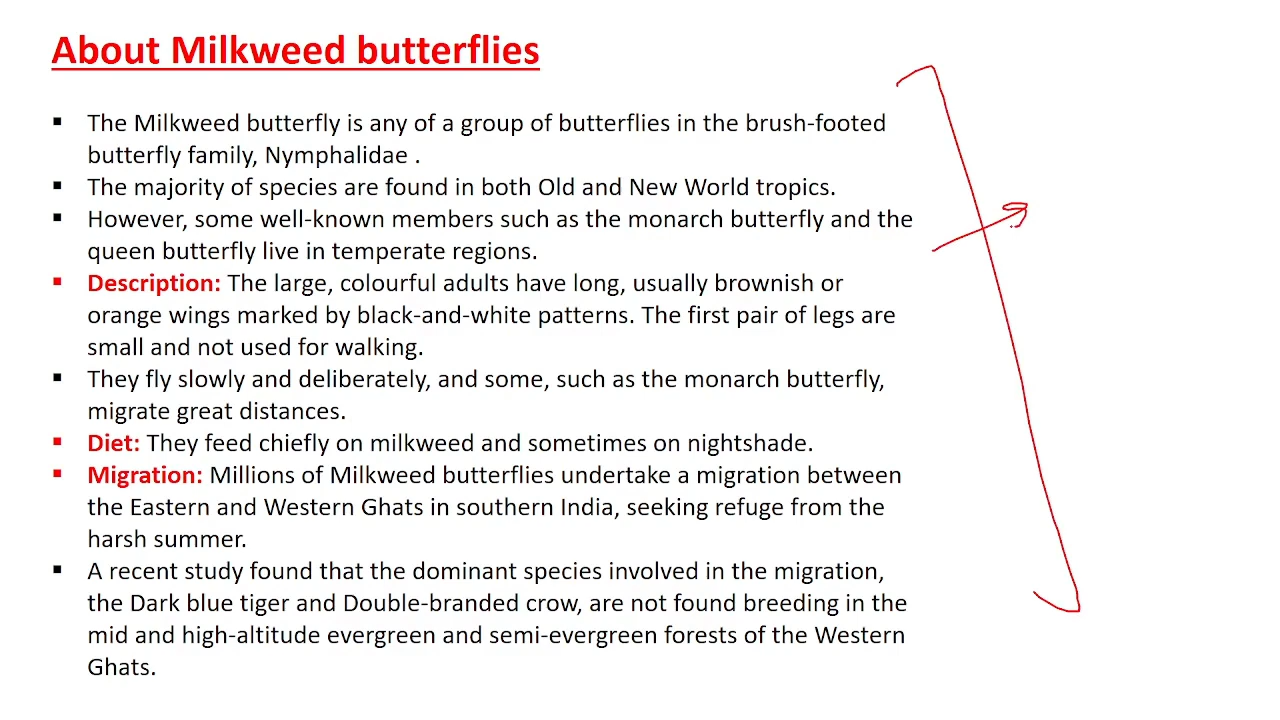 About Milkweed butterflies
▪ The Milkweed butterfly is any of a group of butterflies in the brush-footed
butterfly family, Nymphalidae .
▪ The majority of species are found in both Old and New World tropics.
▪ However, some well-known members such as the monarch butterfly and the
queen butterfly live in temperate regions.
▪ Description: The large, colourful adults have long, usually brownish or
orange wings marked by black-and-white patterns. The first pair of legs are
small and not used for walking.
▪ They fly slowly and deliberately, and some, such as the monarch butterfly,
migrate great distances.
▪ Diet: They feed chiefly on milkweed and sometimes on nightshade.
▪ Migration: Millions of Milkweed butterflies undertake a migration between
the Eastern and Western Ghats in southern India, seeking refuge from the
harsh summer.
▪ A recent study found that the dominant species involved in the migration,
the Dark blue tiger and Double-branded crow, are not found breeding in the
mid and high-altitude evergreen and semi-evergreen forests of the Western
Ghats.